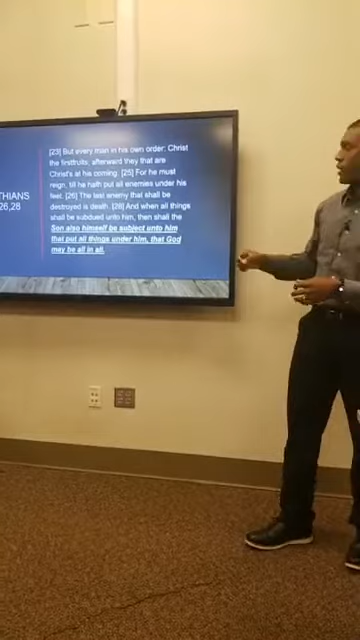 THIANS
26,28
[23] But every man in his own order: Christ
the firstfruits; afterward they that are
Christ's at his coming. [25] For he must
reign, till he hath put all enemies under his
feet. [26] The last enemy that shall be
destroyed is death. [28] And when all things
shall be subdued unto him, then shall the
Son also himself be subject unto him
that put all things under him, that God
may be all in all.